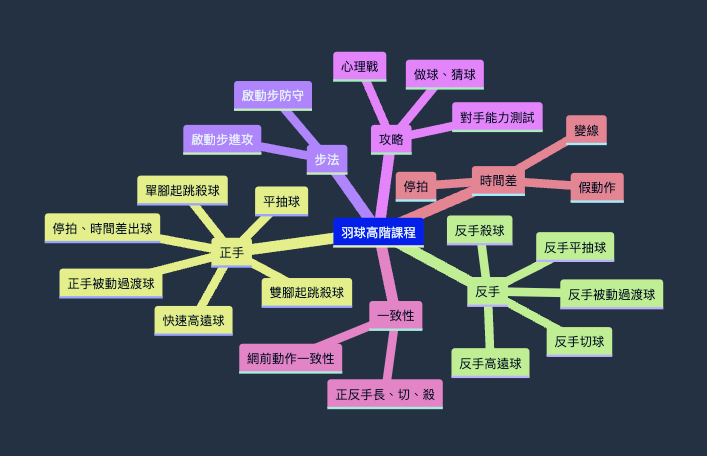 心理戰
做球、猜球
啟動步防守
對手能力測試
變線
攻略
啟動步進攻
步法
時間差
停拍
假動作
單腳起跳殺球
平抽球
停拍、時間差出球
羽球高階課程
反手殺球
反手平抽球
正手
正手被動過渡球
雙腳起跳殺球
反手
反手被動過渡球
快速高遠球
一致性
反手切球
網前動作一致性
反手高遠球
正反手長、切、殺